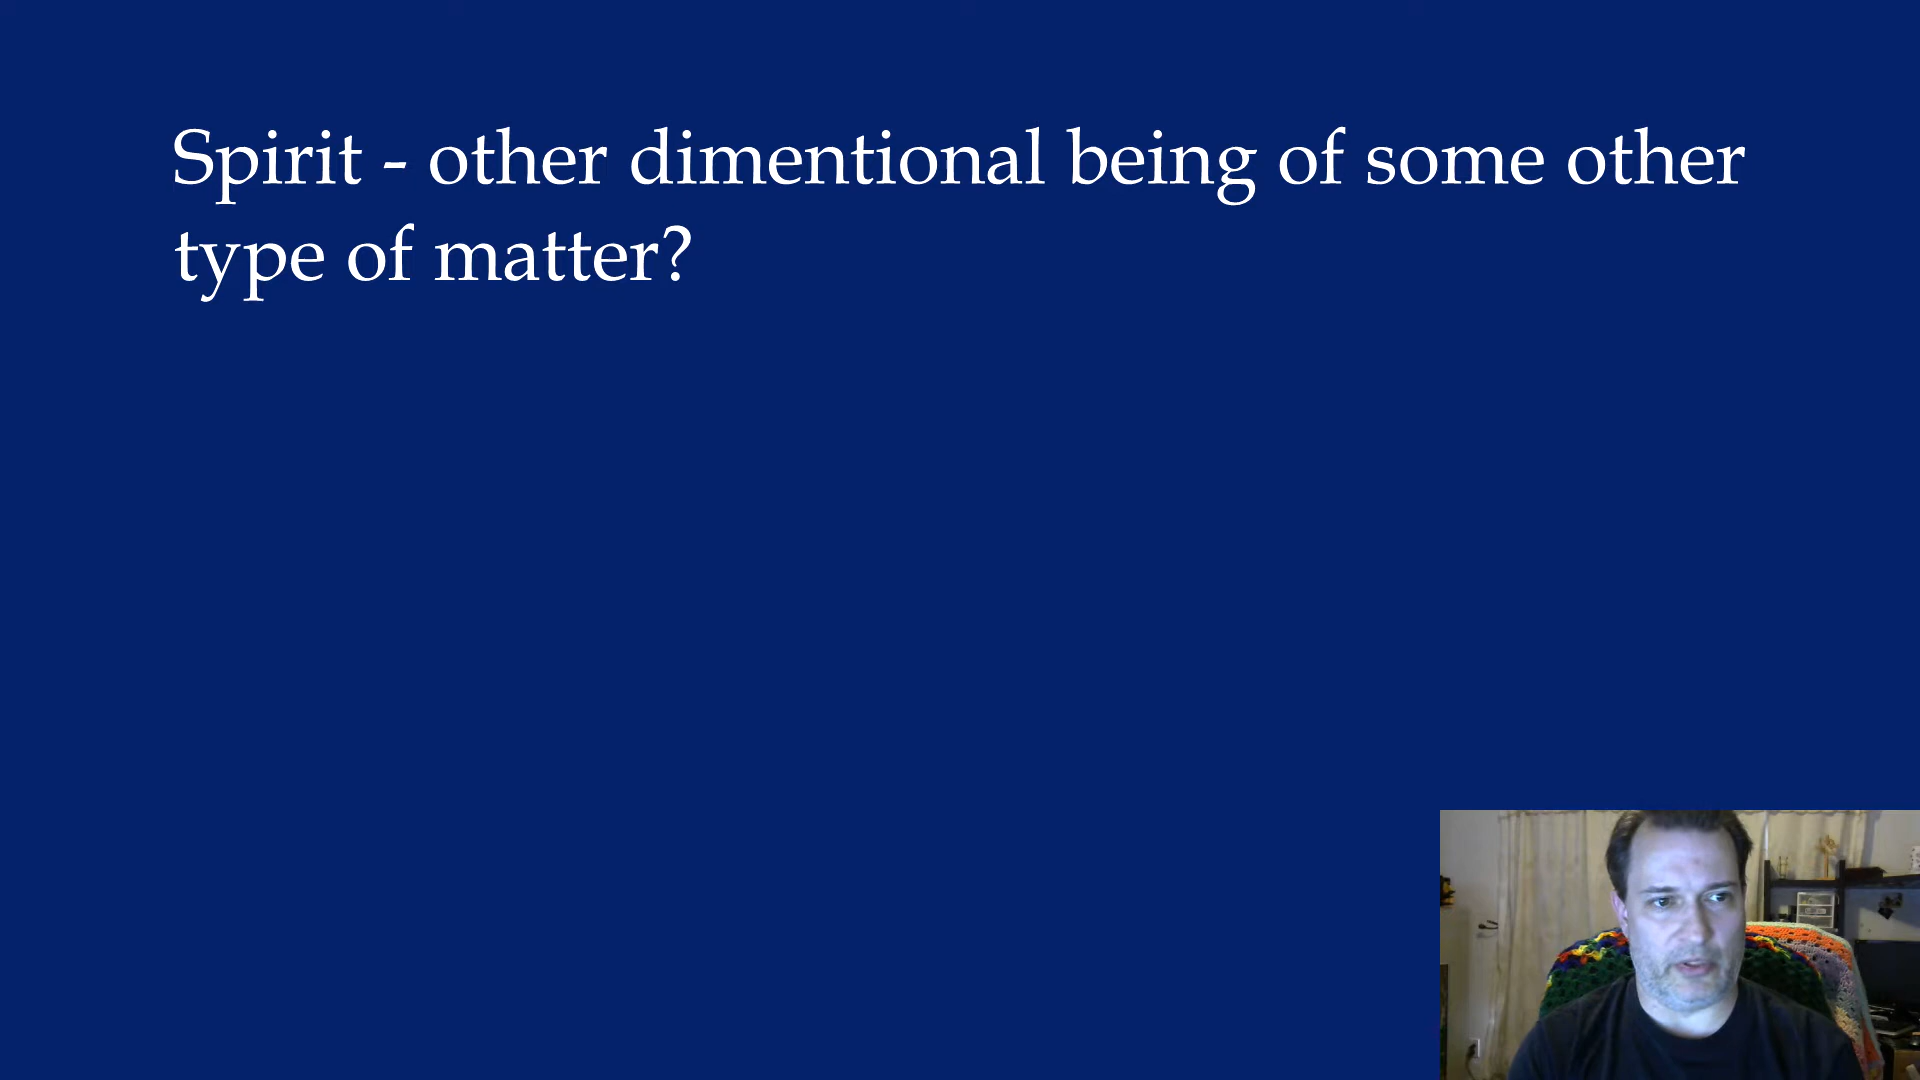 Spirit - other dimentional being of some other
type of matter?